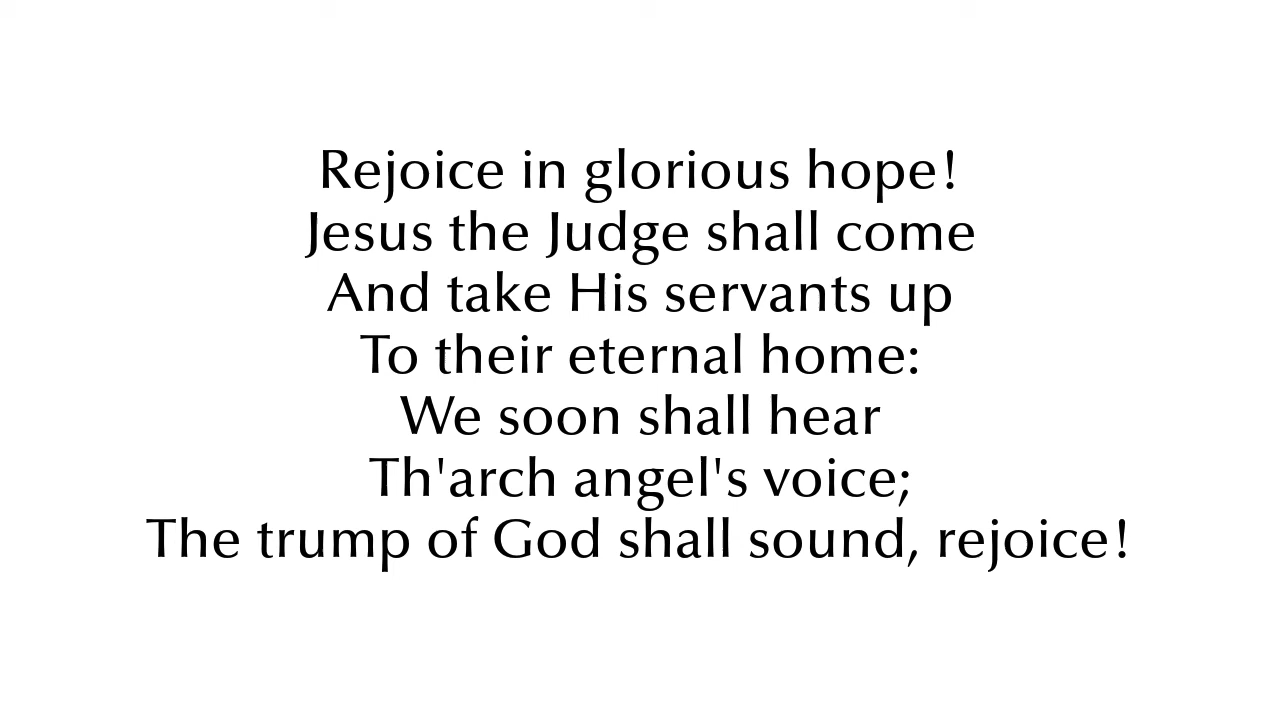 Rejoice in glorious hope!
Jesus the Judge shall come
And take His servants up
To their eternal home:
We soon shall hear
Th'arch angel's voice;
The trump of God shall sound, rejoice!